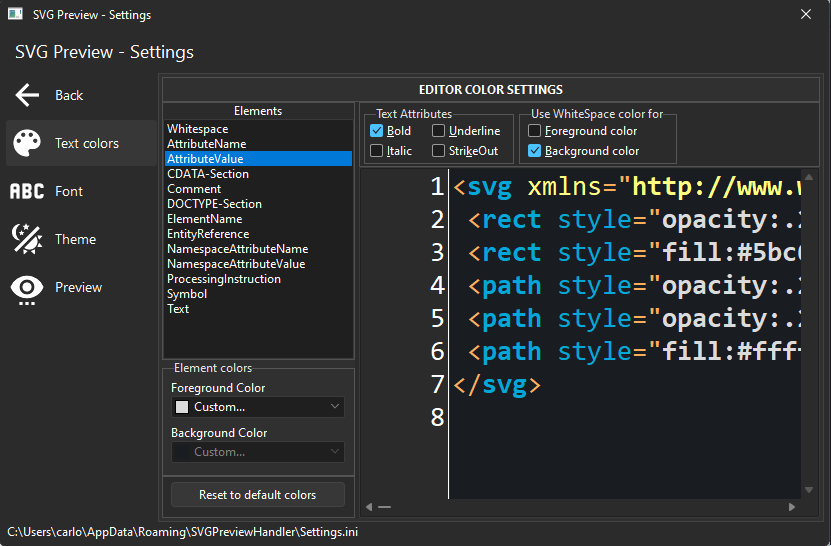 SVG Preview - Settings
SVG Preview - Settings
Back
Text colors
ABC Font
Theme
Preview
EDITOR COLOR SETTINGS
Elements
Whitespace
AttributeName
AttributeValue
CDATA-Section
Comment
DOCTYPE-Section
ElementName
EntityReference
NamespaceAttributeName
NamespaceAttributeValue
ProcessingInstruction
Symbol
Text
Element colors
Foreground Color
Custom...
Background Color
Custom...
Reset to default colors
Text Attributes
Bold Underline
Italic StrikeOut
Use WhiteSpace color for
Foreground color
Background color
1 <svg xmlns="http://www.
2 <rect style="opacity:.
3 <rect style="fill:#5bc
4 <path style="opacity:.
5 <path style="opacity:.
6 <path style="fill:#fff
7 </svg>
8
C:\Users\carlo\AppData\Roaming\SVGPreviewHandler\Settings.ini